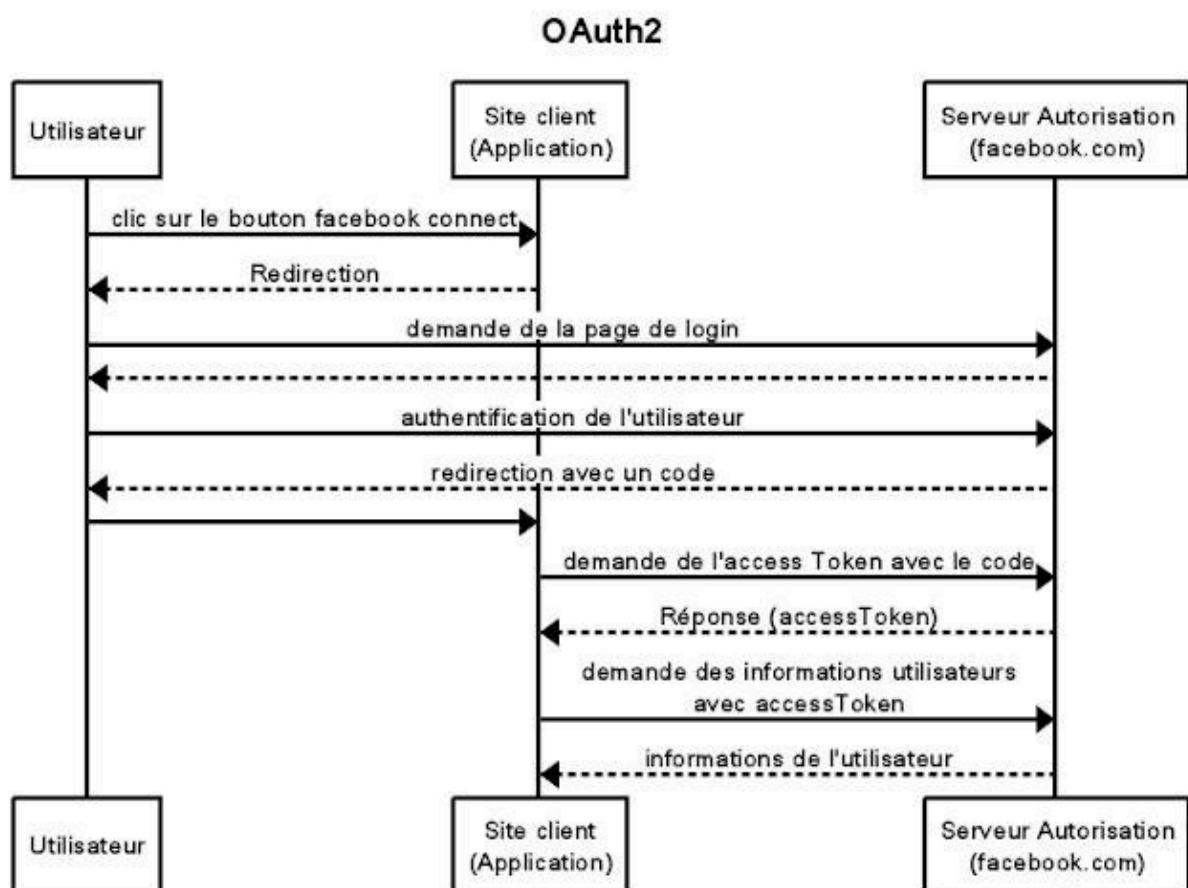 OAuth2
Utilisateur
Site client
(Application)
Serveur Autorisation
(facebook.com)
clic sur le bouton facebook connect
Redirection
demande de la page de login
authentification de l'utilisateur
redirection avec un code
demande de l'access Token avec le code
Réponse (accessToken)
demande des informations utilisateurs
avec accessToken
informations de l'utilisateur
Utilisateur
Site client
(Application)
Serveur Autorisation
(facebook.com)